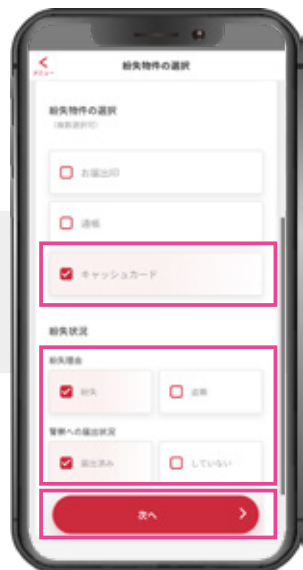 メニュー
紛失物件の選択
紛失物件の選択
(複数選択可)
お届出印
通帳
キャッシュカード
紛失状況
紛失理由
紛失
盗難
警察への届出状況
届出済み
していない
次へ